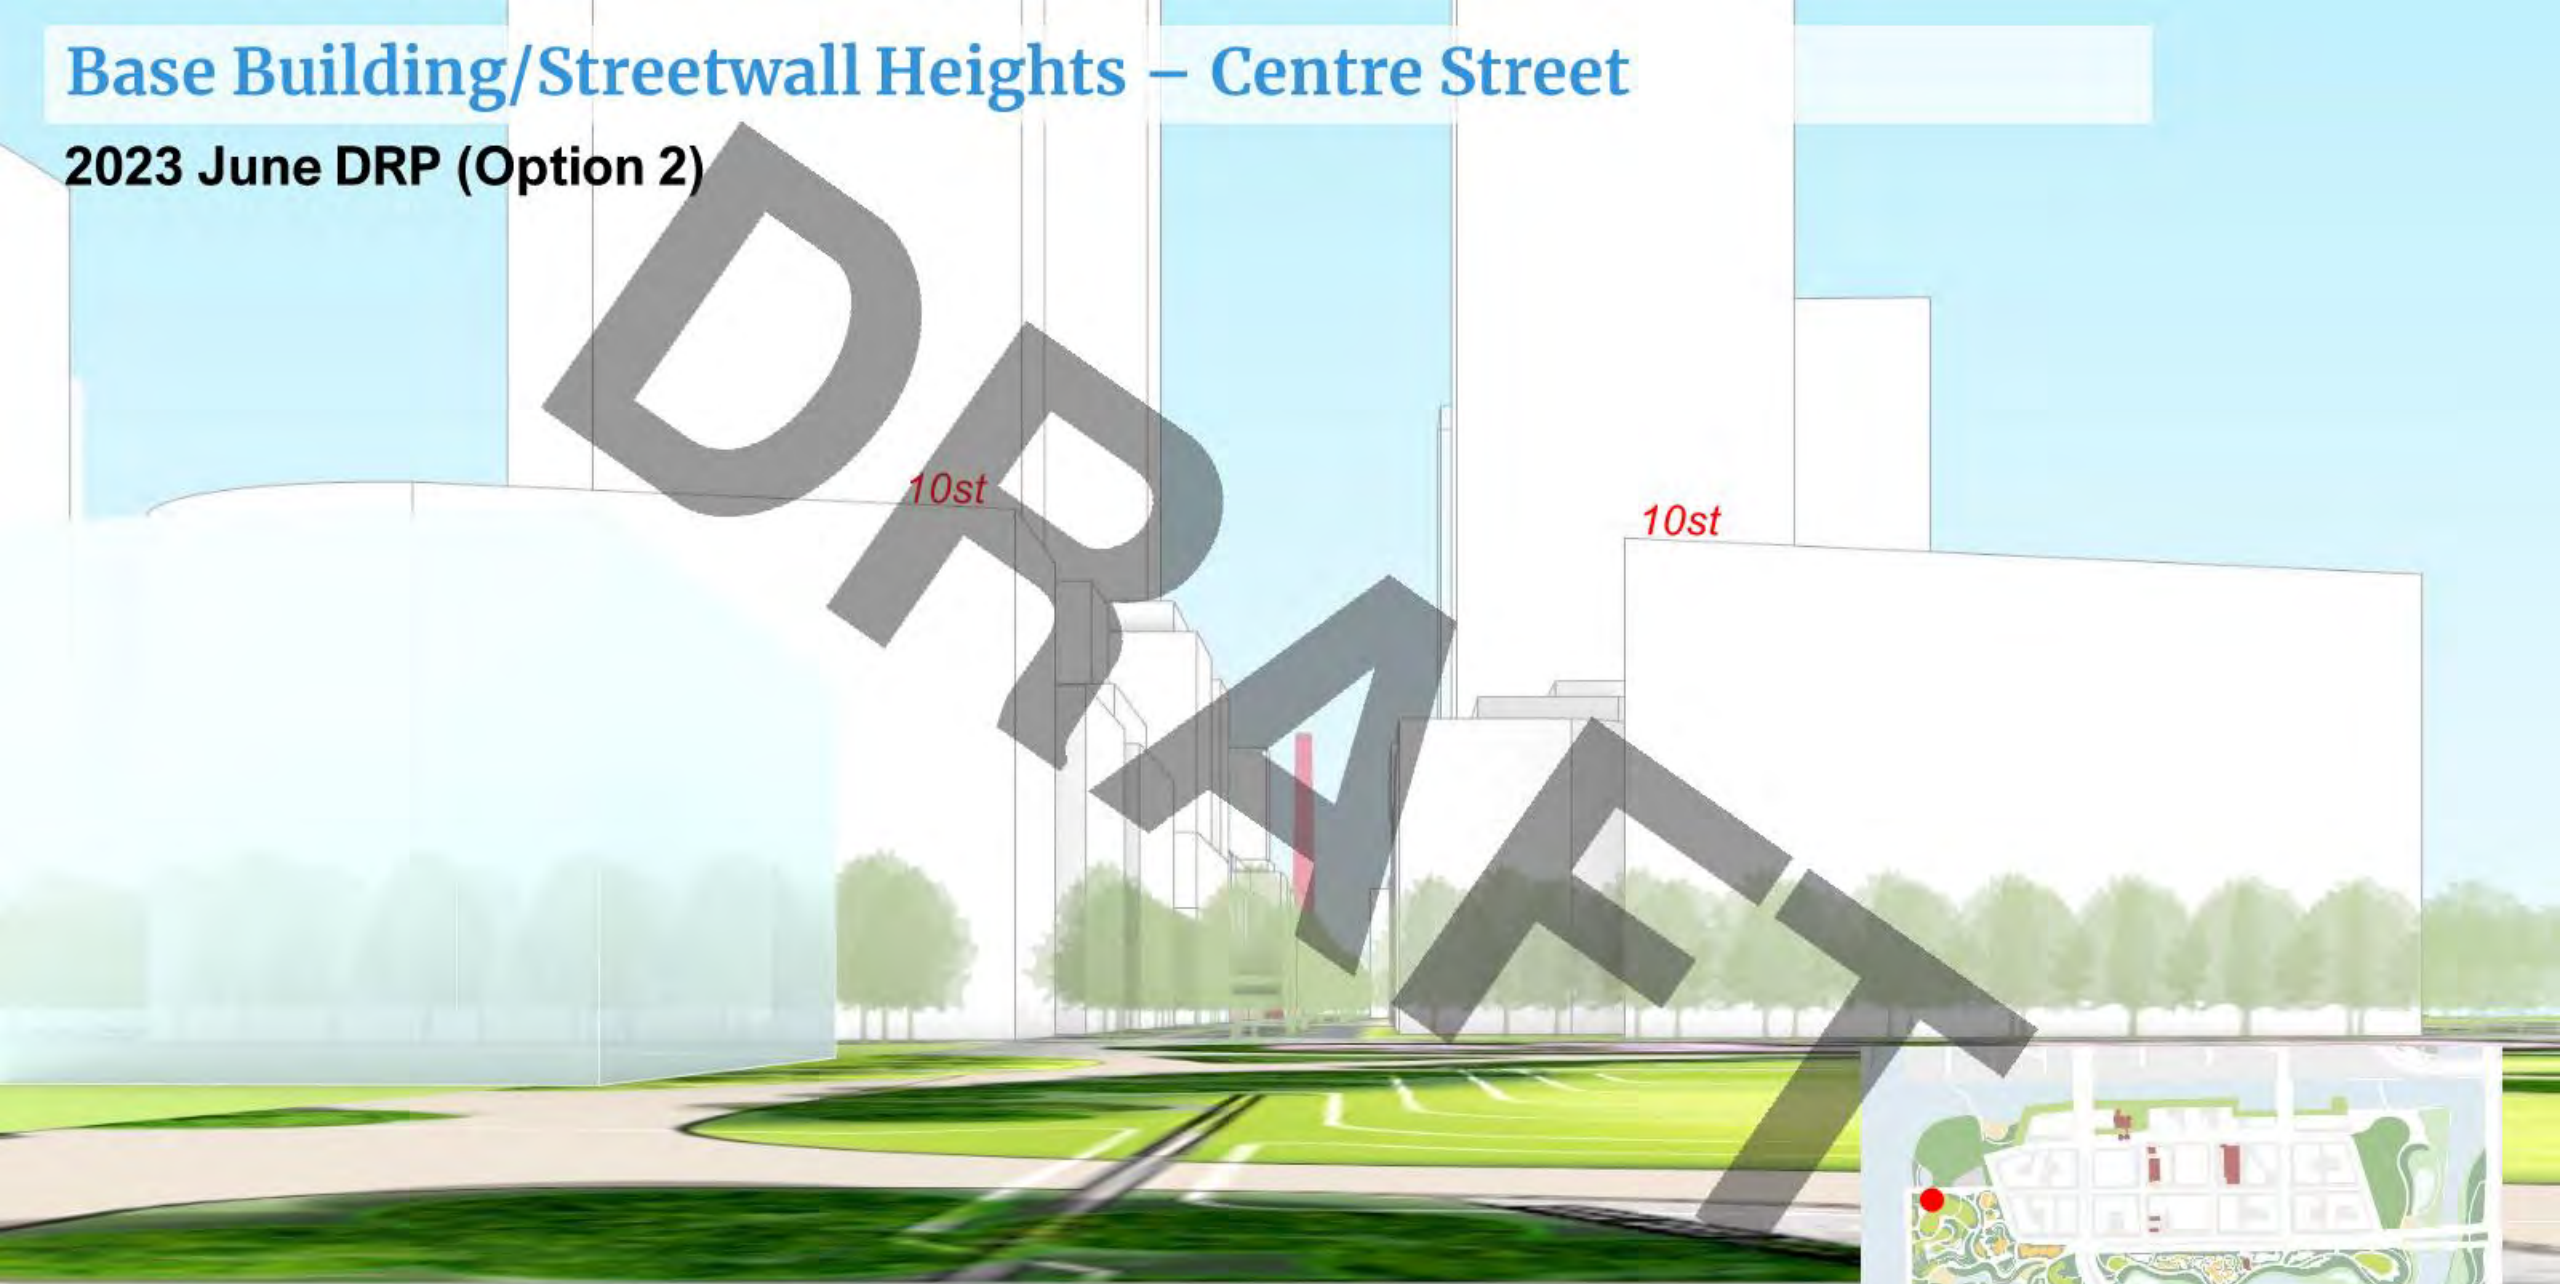 Base Building/Streetwall Heights – Centre Street
2023 June DRP (Option 2)
10st
10st
DRAFT